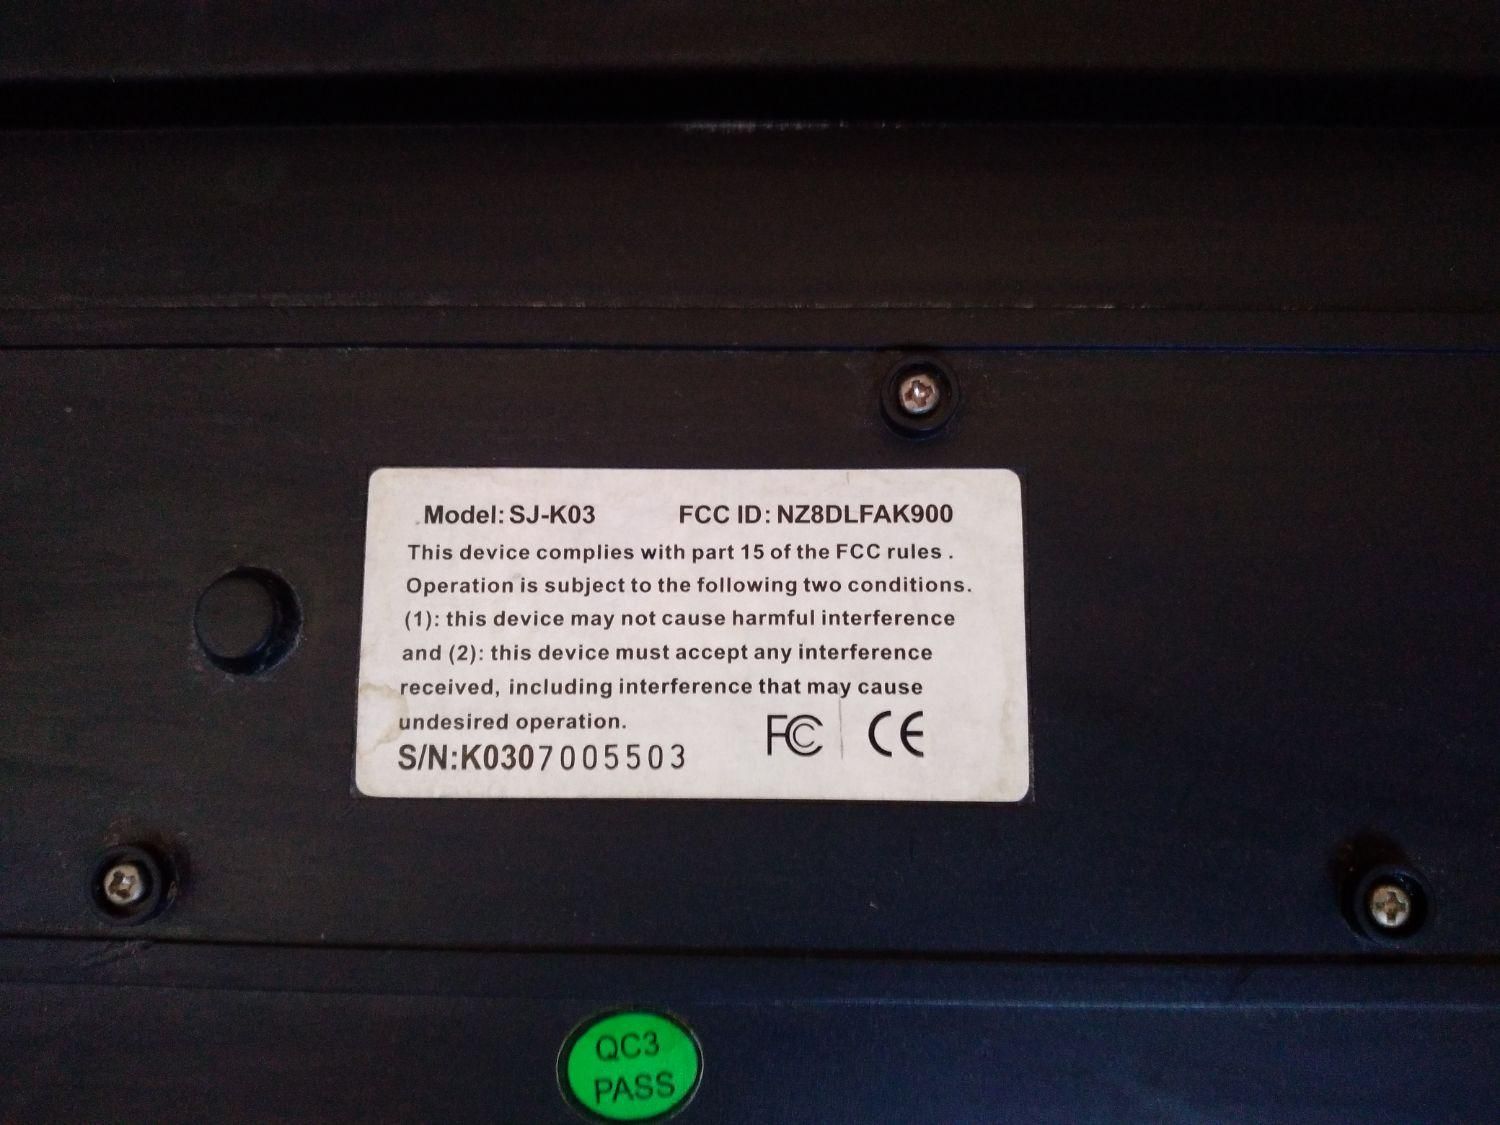 Model: SJ-K03 FCC ID: NZ8DLFAK900
This device complies with part 15 of the FCC rules .
Operation is subject to the following two conditions.
(1): this device may not cause harmful interference
and (2): this device must accept any interference
received, including interference that may cause
undesired operation.
S/N:K0307005503 FC CE
QC3
PASS